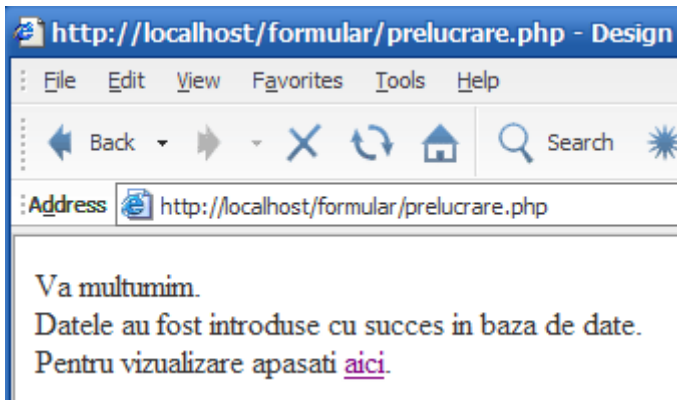 http://localhost/formular/prelucrare.php - Design
File Edit View Favorites Tools Help
Back Search
Address http://localhost/formular/prelucrare.php
Va multumim.
Datele au fost introduse cu succes in baza de date.
Pentru vizualizare apasati aici.